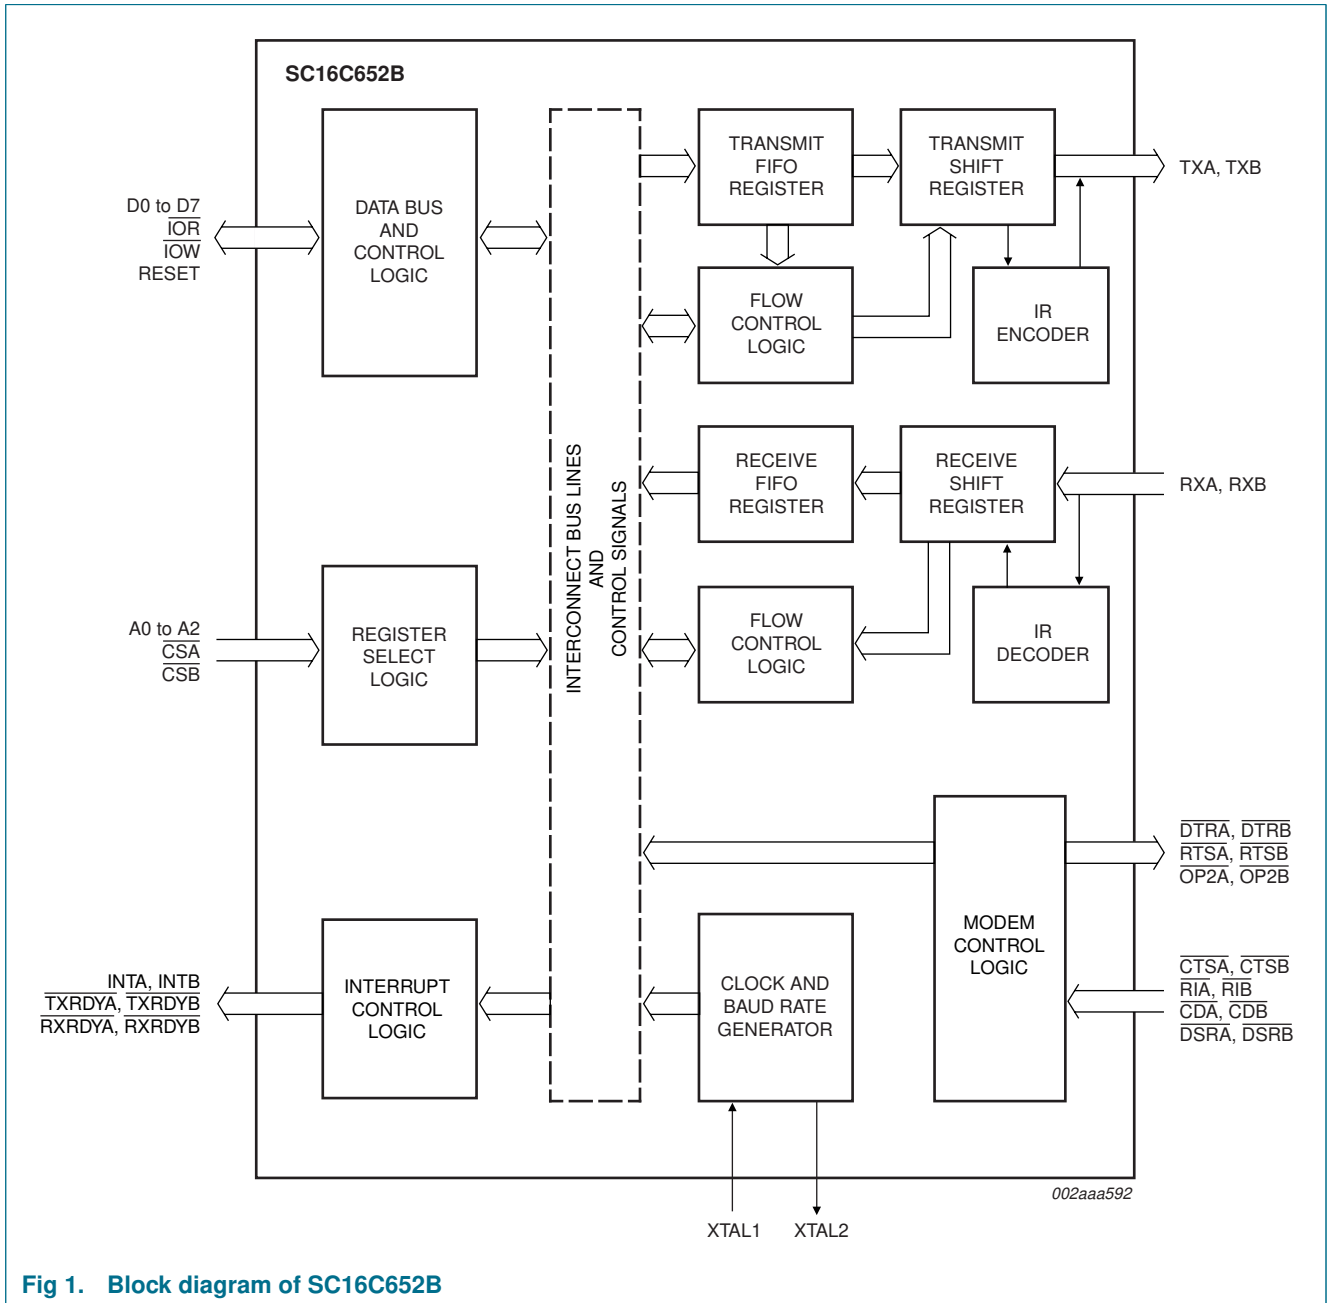 SC16C652B
D0 to D7
IOR
IOW
RESET
DATA BUS
AND
CONTROL
LOGIC
A0 to A2
CSA
CSB
REGISTER
SELECT
LOGIC
INTA, INTB
TXRDYA, TXRDYB
RXRDYA, RXRDYB
INTERRUPT
CONTROL
LOGIC
INTERCONNECT BUS LINES
AND
CONTROL SIGNALS
TRANSMIT
FIFO
REGISTER
TRANSMIT
SHIFT
REGISTER
TXA, TXB
FLOW
CONTROL
LOGIC
IR
ENCODER
RECEIVE
FIFO
REGISTER
RECEIVE
SHIFT
REGISTER
RXA, RXB
FLOW
CONTROL
LOGIC
IR
DECODER
DTRA, DTRB
RTSA, RTSB
OP2A, OP2B
MODEM
CONTROL
LOGIC
CTSA, CTSB
RIA, RIB
CDA, CDB
DSRA, DSRB
CLOCK AND
BAUD RATE
GENERATOR
XTAL1
XTAL2
002aaa592
Fig 1. Block diagram of SC16C652B